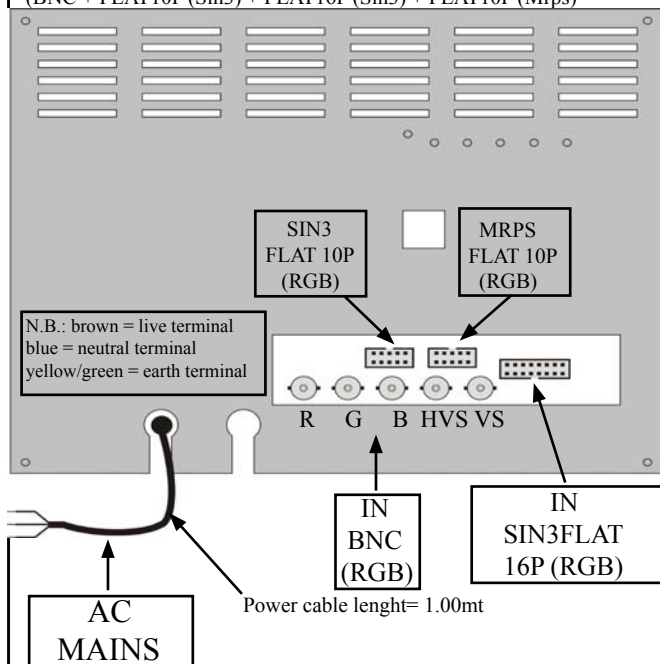 (BNC + FLAT10P (Sin3) + FLAT16P (Sin3) + FLAT10P (Mrps)
SIN3
FLAT 10P
(RGB)
MRPS
FLAT 10P
(RGB)
N.B.: brown = live terminal
blue = neutral terminal
yellow/green = earth terminal
R G B HVS VS
IN
BNC
(RGB)
IN
SIN3FLAT
16P (RGB)
Power cable lenght= 1.00mt
AC
MAINS